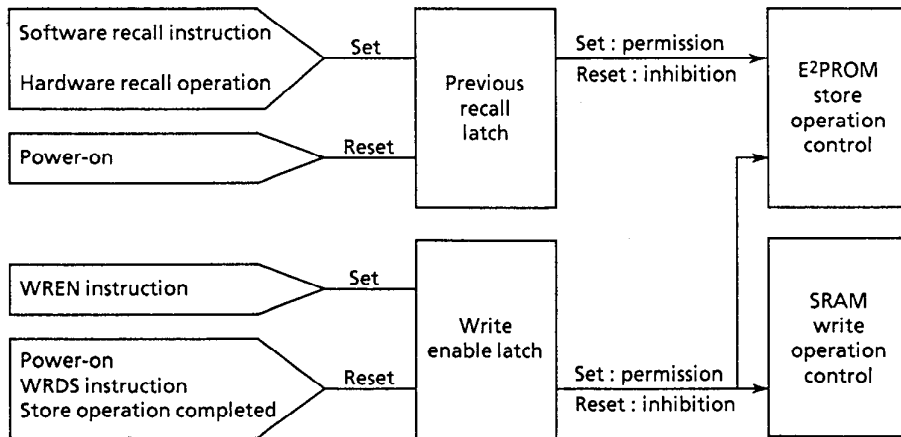 Software recall instruction
Hardware recall operation
Set
Previous
recall
latch
Set : permission
Reset : inhibition
E²PROM
store
operation
control
Power-on
Reset
WREN instruction
Set
Write
enable latch
SRAM
write
operation
control
Power-on
WRDS instruction
Store operation completed
Reset
Set : permission
Reset : inhibition